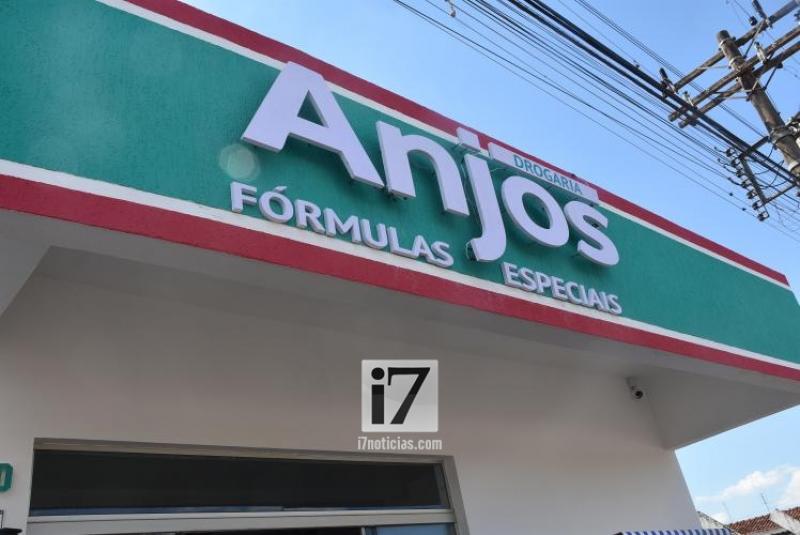 DROGARIA
Anjos
FÓRMULAS ESPECIAIS
i7
i7noticias.com